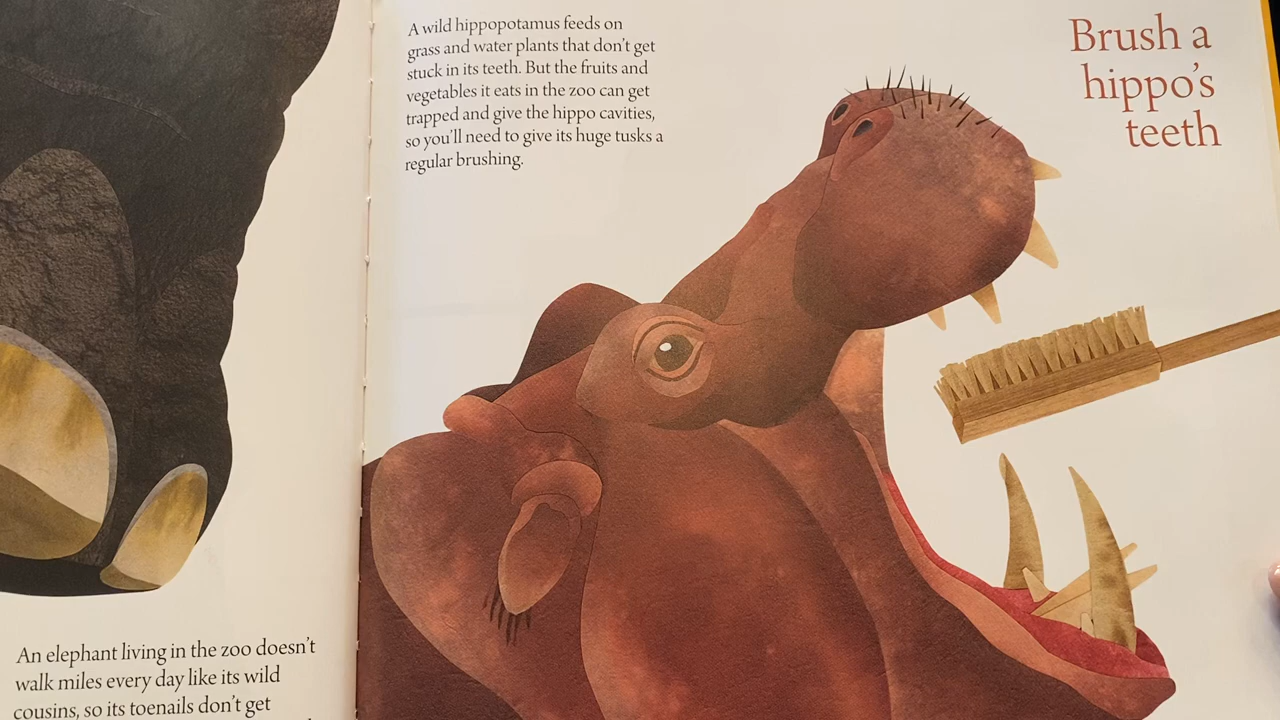 A wild hippopotamus feeds on
grass and water plants that don't get
stuck in its teeth. But the fruits and
vegetables it eats in the zoo can get
trapped and give the hippo cavities,
so you'll need to give its huge tusks a
regular brushing.
Brush a
hippo's
teeth
An elephant living in the zoo doesn't
walk miles every day like its wild
cousins, so its toenails don't get